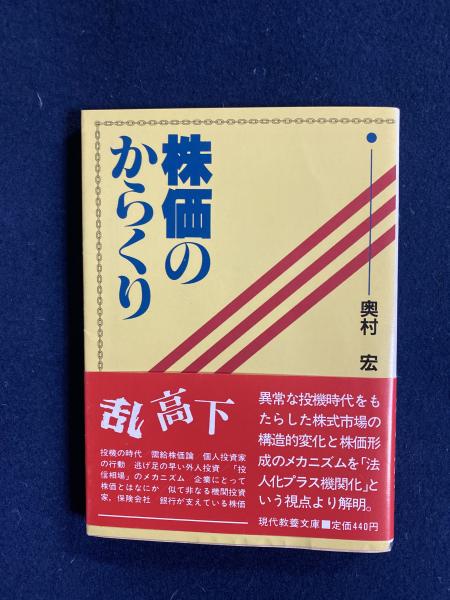 株価の
からくり
奥村 宏
乱高下
異常な投機時代をも
たらした株式市場の
構造的変化と株価形
成のメカニズムを「法
人化プラス機関化」と
いう視点より解明。
投機の時代 需給株価論 個人投資家
の行動 逃げ足の早い外人投資 「投
信相場」のメカニズム 企業にとって
株価とはなにか 似て非なる機関投資
家、保険会社 銀行が支えている株価
現代教養文庫■定価440円